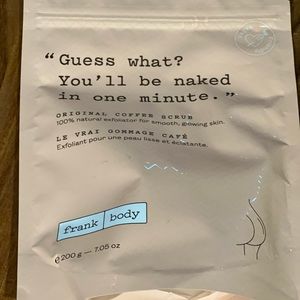 “Guess what?
You’ll be naked
in one minute.”
ORIGINAL COFFEE SCRUB
100% natural exfoliator for smooth, glowing skin.
LE VRAI GOMMAGE CAFÉ
Exfoliant pour une peau lisse et éclatante.
frank body
℮ 200 g — 7.05 oz